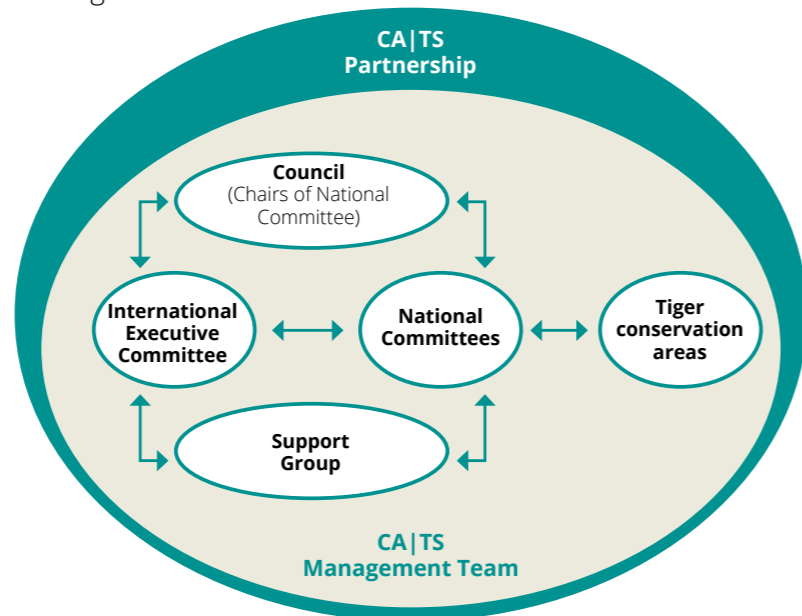 CA|TS
Partnership
Council
(Chairs of National
Committee)
International
Executive
Committee
National
Committees
Tiger
conservation
areas
Support
Group
CA|TS
Management Team